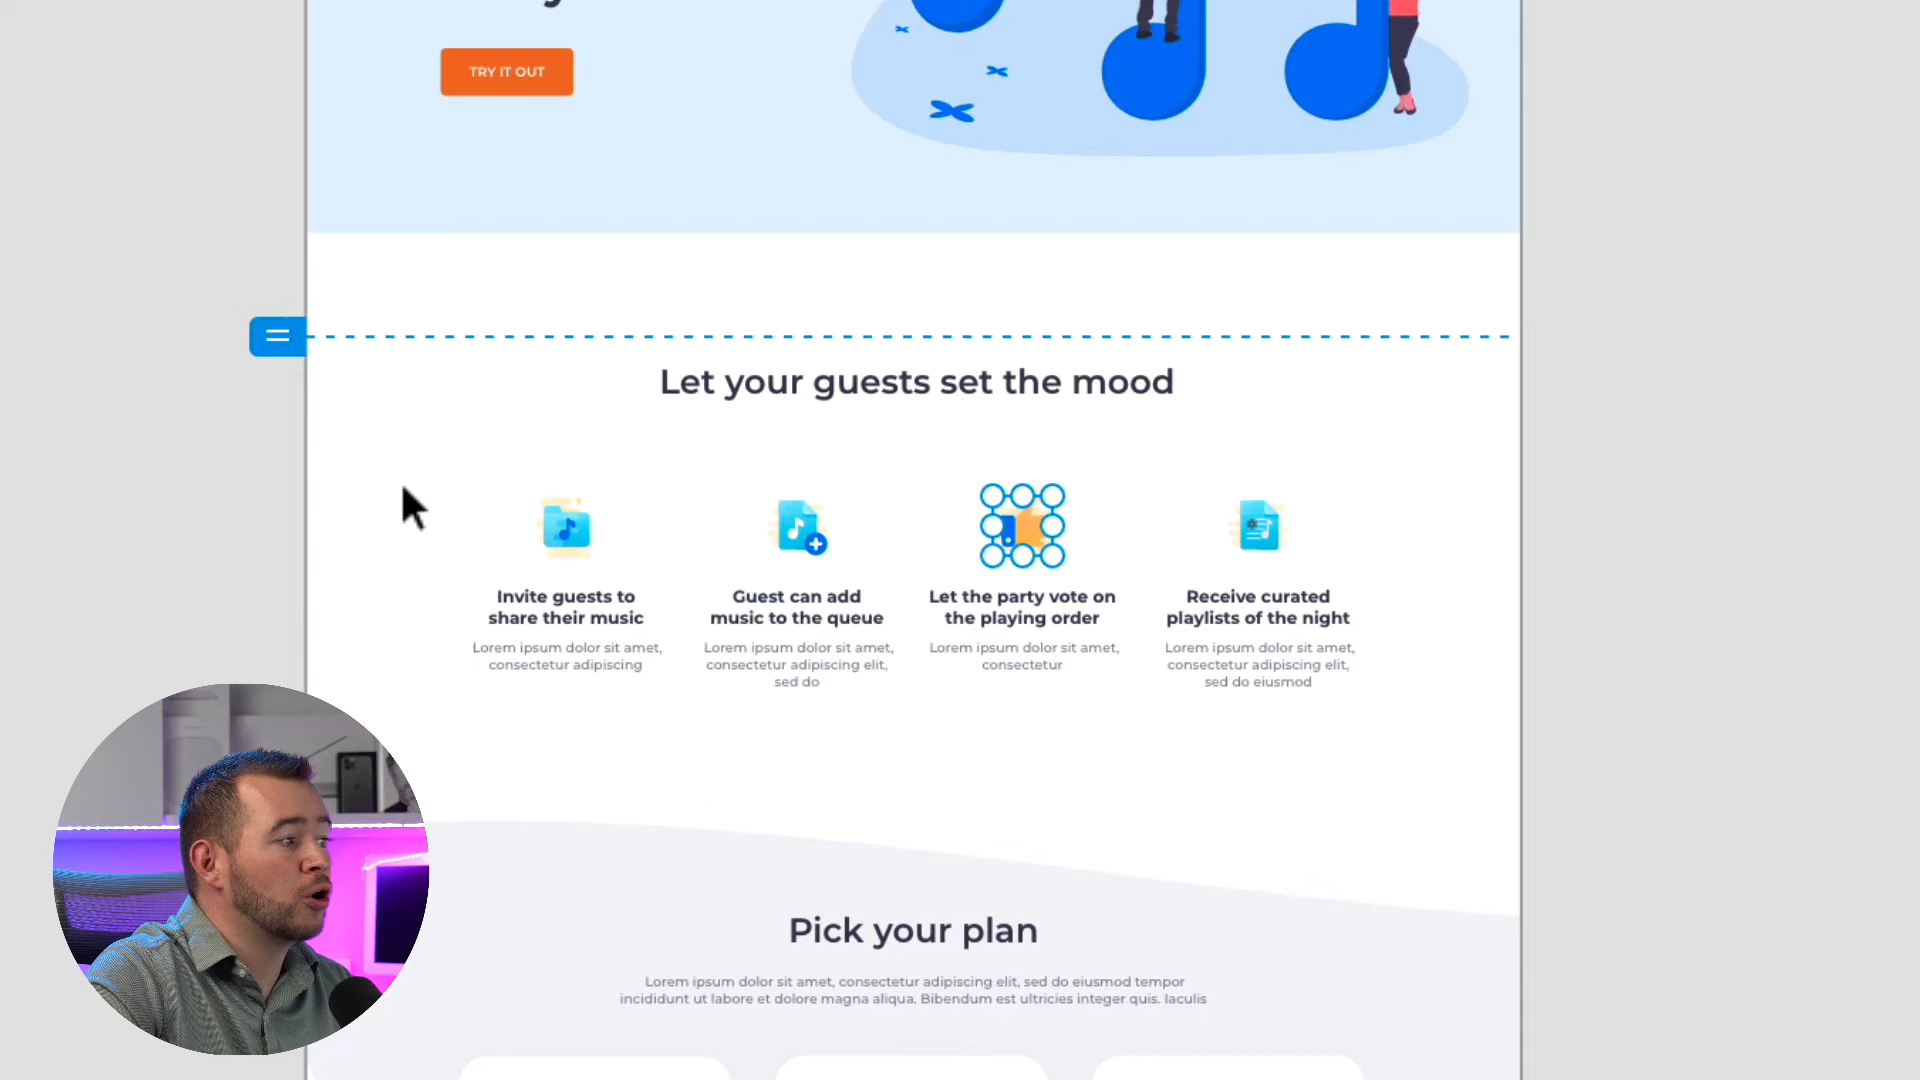 TRY IT OUT
Let your guests set the mood
Invite guests to
share their music
Lorem ipsum dolor sit amet,
consectetur adipiscing
Guest can add
music to the queue
Lorem ipsum dolor sit amet,
consectetur adipiscing elit,
sed do
Let the party vote on
the playing order
Lorem ipsum dolor sit amet,
consectetur
Receive curated
playlists of the night
Lorem ipsum dolor sit amet,
consectetur adipiscing elit,
sed do eiusmod
Pick your plan
Lorem ipsum dolor sit amet, consectetur adipiscing elit, sed do eiusmod tempor
incididunt ut labore et dolore magna aliqua. Bibendum est ultricies integer quis. Iaculis